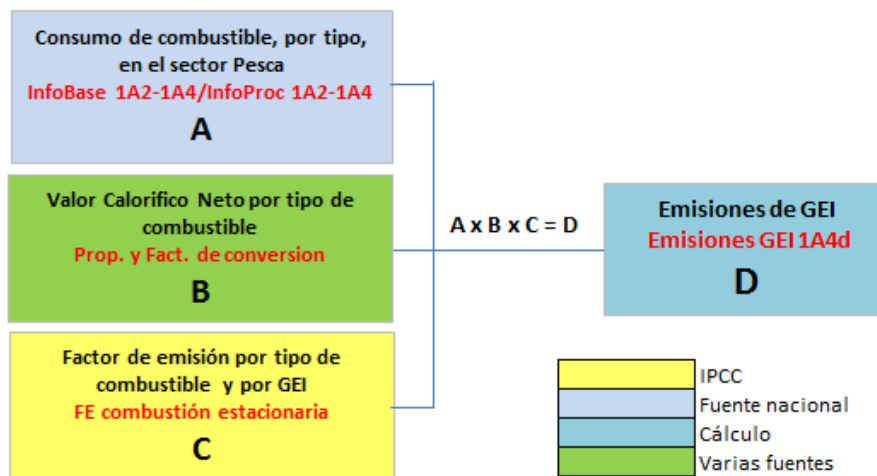 Consumo de combustible, por tipo,
en el sector Pesca
InfoBase 1A2-1A4/InfoProc 1A2-1A4
A
Valor Calorifico Neto por tipo de
combustible
Prop. y Fact. de conversion
B
Factor de emisión por tipo de
combustible y por GEI
FE combustión estacionaria
C
A x B x C = D
Emisiones de GEI
Emisiones GEI 1A4d
D
IPCC
Fuente nacional
Cálculo
Varias fuentes